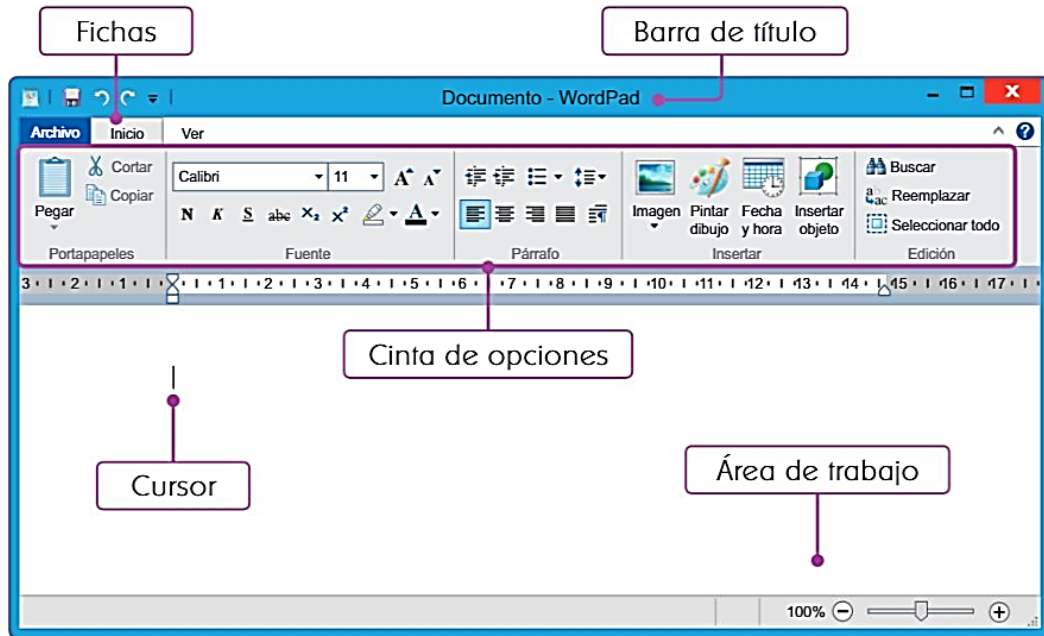 Fichas
Barra de título
Documento - WordPad
Archivo Inicio Ver
Pegar
Cortar
Copiar
Portapapeles
Calibri 11 A A
N K S abc X₂ X² A
Fuente
Párrafo
Imagen
Pintar dibujo
Fecha y hora
Insertar objeto
Insertar
Buscar
Reemplazar
Seleccionar todo
Edición
3 2 1 1 2 3 4 5 6 7 8 9 10 11 12 13 14 15 16 17
Cinta de opciones
Cursor
Área de trabajo
100%